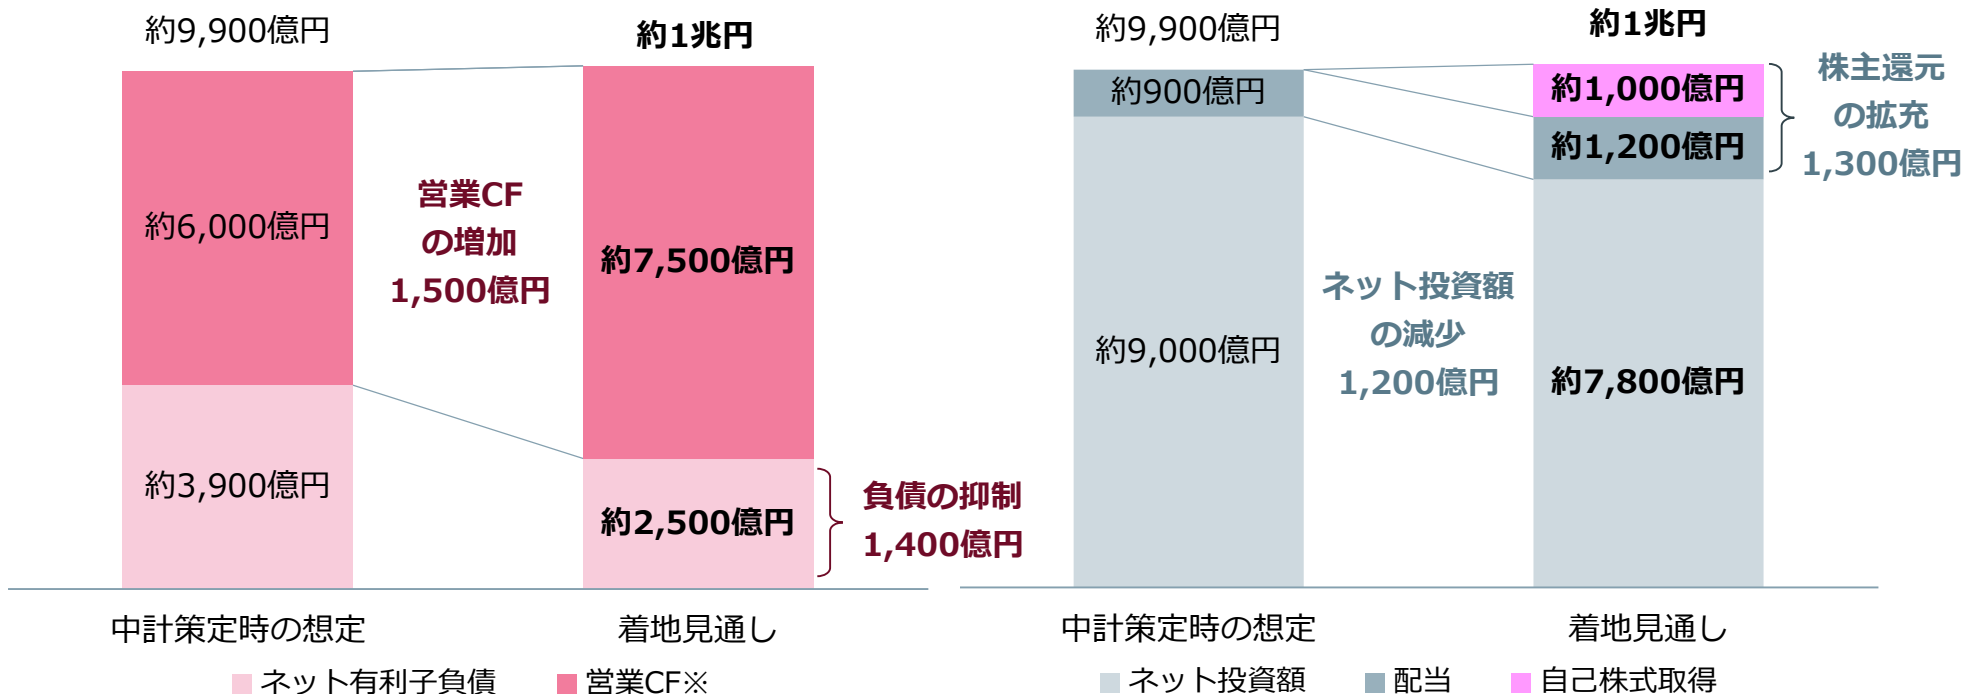 約9,900億円
約1兆円
約6,000億円
営業CF
の増加
1,500億円
約7,500億円
約3,900億円
約2,500億円
負債の抑制
1,400億円
中計策定時の想定
着地見通し
ネット有利子負債
営業CF※
約9,900億円
約1兆円
約900億円
約1,000億円
約1,200億円
株主還元
の拡充
1,300億円
約9,000億円
ネット投資額
の減少
1,200億円
約7,800億円
中計策定時の想定
着地見通し
ネット投資額
配当
自己株式取得